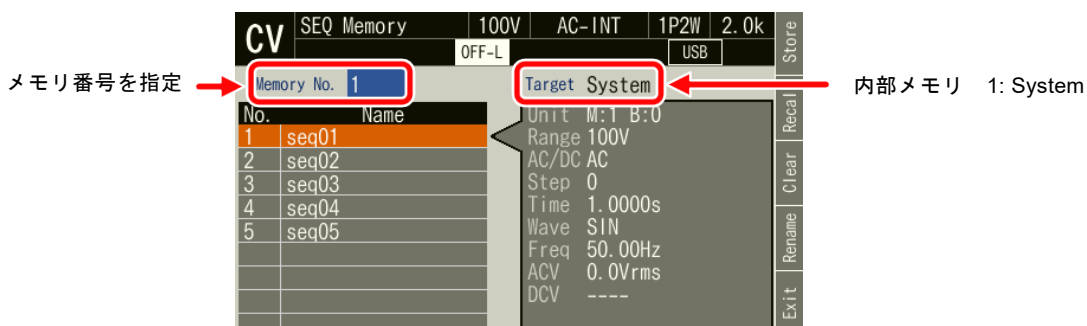 CV SEQ Memory 100V AC-INT 1P2W 2.0k
OFF-L USB
メモリ番号を指定
Memory No. 1
Target System
内部メモリ 1: System
No. Name
1 seq01
2 seq02
3 seq03
4 seq04
5 seq05
Unit M:1 B:0
Range 100V
AC/DC AC
Step 0
Time 1.0000s
Wave SIN
Freq 50.00Hz
ACV 0.0Vrms
DCV ----
Store
Recal
Clear
Rename
Exit